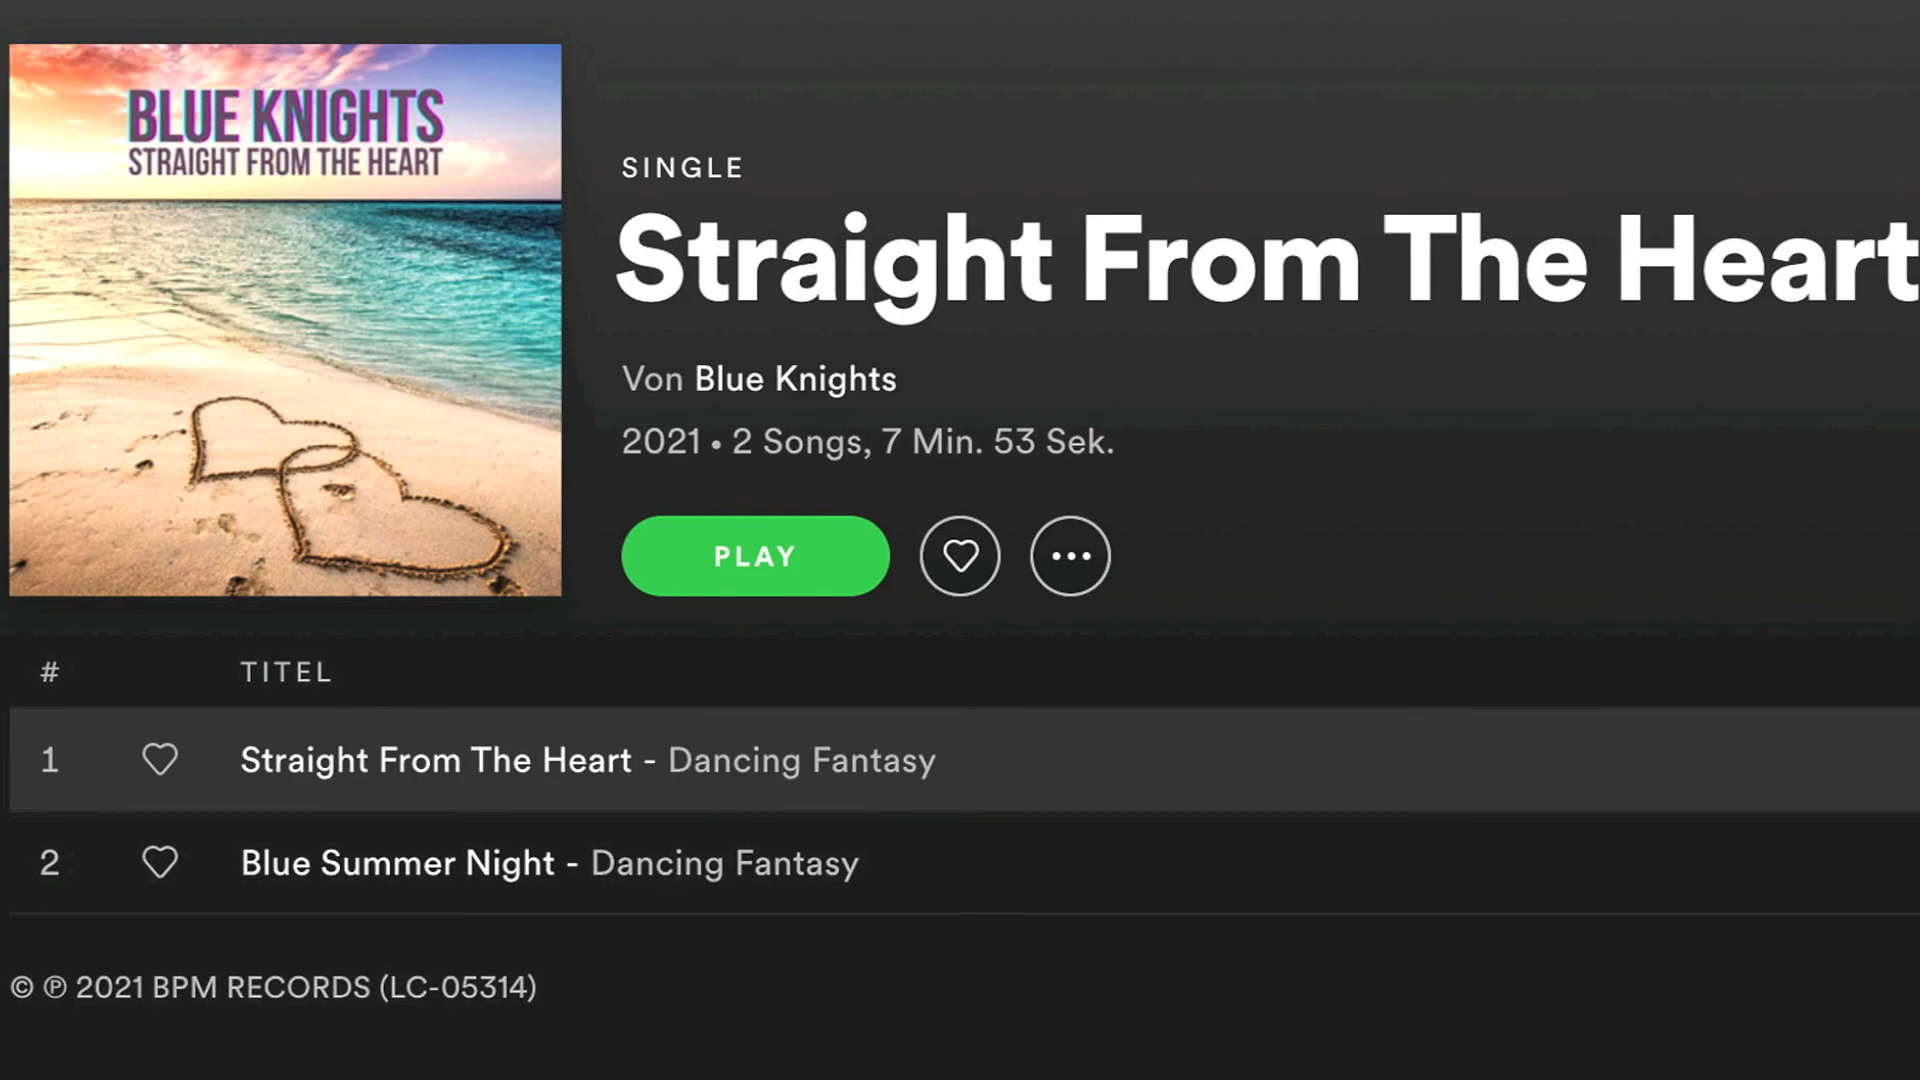 BLUE KNIGHTS
STRAIGHT FROM THE HEART
SINGLE
Straight From The Heart
Von Blue Knights
2021 • 2 Songs, 7 Min. 53 Sek.
PLAY
# TITEL
1 Straight From The Heart - Dancing Fantasy
2 Blue Summer Night - Dancing Fantasy
© ℗ 2021 BPM RECORDS (LC-05314)